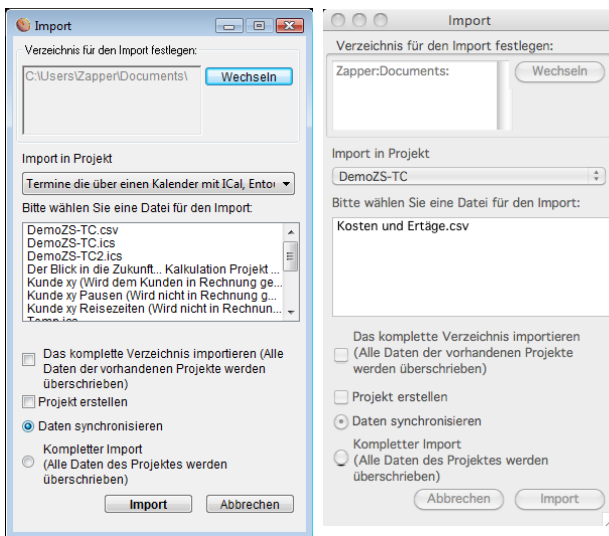 Import
Verzeichnis für den Import festlegen:
C:\Users\Zapper\Documents\
Wechseln
Import in Projekt
Termine die über einen Kalender mit ICal, Entou
Bitte wählen Sie eine Datei für den Import:
DemoZS-TC.csv
DemoZS-TC.ics
DemoZS-TC2.ics
Der Blick in die Zukunft... Kalkulation Projekt ...
Kunde xy (Wird dem Kunden in Rechnung ge...
Kunde xy Pausen (Wird nicht in Rechnung g...
Kunde xy Reisezeiten (Wird nicht in Rechnun...
Temp.ics
Das komplette Verzeichnis importieren (Alle
Daten der vorhandenen Projekte werden
überschrieben)
Projekt erstellen
Daten synchronisieren
Kompletter Import
(Alle Daten des Projektes werden
überschrieben)
Import
Abbrechen
Import
Verzeichnis für den Import festlegen:
Zapper:Documents:
Wechseln
Import in Projekt
DemoZS-TC
Bitte wählen Sie eine Datei für den Import:
Kosten und Ertäge.csv
Das komplette Verzeichnis importieren
(Alle Daten der vorhandenen Projekte
werden überschrieben)
Projekt erstellen
Daten synchronisieren
Kompletter Import
(Alle Daten des Projektes werden
überschrieben)
Abbrechen
Import